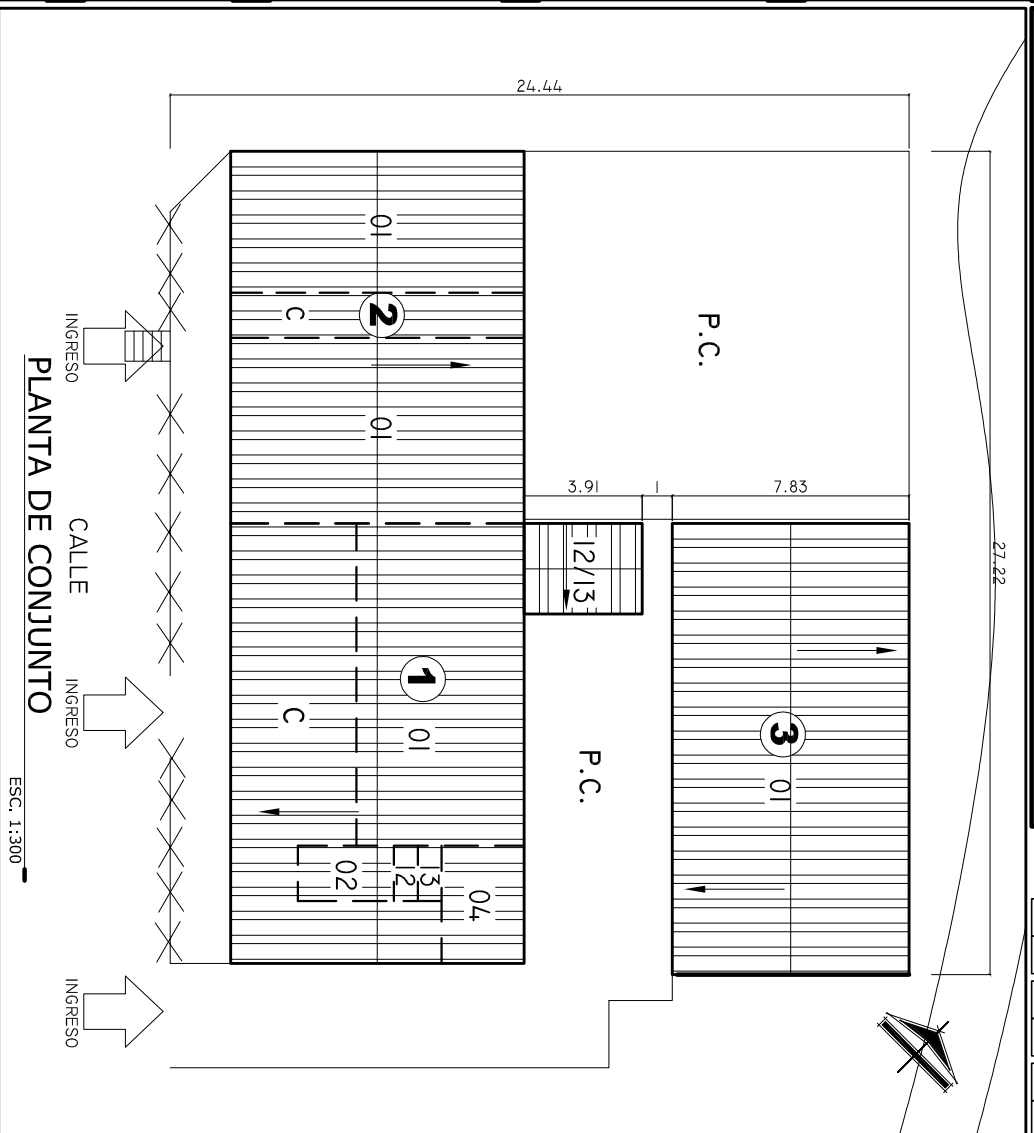 24.44
27.22
P.C.
01
C
2
01
3.91
1
7.83
12/13
1
01
C
3
01
P.C.
02
12
13
04
INGRESO
INGRESO
INGRESO
CALLE
PLANTA DE CONJUNTO
ESC. 1:300